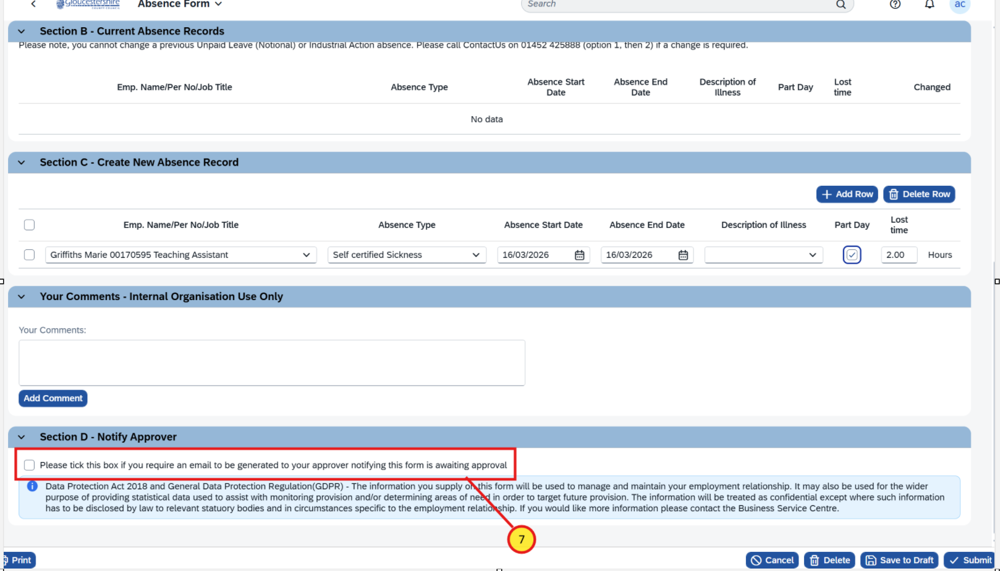 Gloucestershire
COUNTY COUNCIL
Absence Form
Search
ac
Section B - Current Absence Records
Please note, you cannot change a previous Unpaid Leave (Notional) or Industrial Action absence. Please call ContactUs on 01452 425888 (option 1, then 2) if a change is required.
Emp. Name/Per No/Job Title Absence Type Absence Start Date Absence End Date Description of Illness Part Day Lost time Changed
No data
Section C - Create New Absence Record
Add Row Delete Row
Emp. Name/Per No/Job Title Absence Type Absence Start Date Absence End Date Description of Illness Part Day Lost time
Griffiths Marie 00170595 Teaching Assistant Self certified Sickness 16/03/2026 16/03/2026 2.00 Hours
Your Comments - Internal Organisation Use Only
Your Comments:
Add Comment
Section D - Notify Approver
Please tick this box if you require an email to be generated to your approver notifying this form is awaiting approval
Data Protection Act 2018 and General Data Protection Regulation(GDPR) - The information you supply on this form will be used to manage and maintain your employment relationship. It may also be used for the wider
purpose of providing statistical data used to assist with monitoring provision and/or determining areas of need in order to target future provision. The information will be treated as confidential except where such information
has to be disclosed by law to relevant statuory bodies and in circumstances specific to the employment relationship. If you would like more information please contact the Business Service Centre.
7
Print Cancel Delete Save to Draft Submit